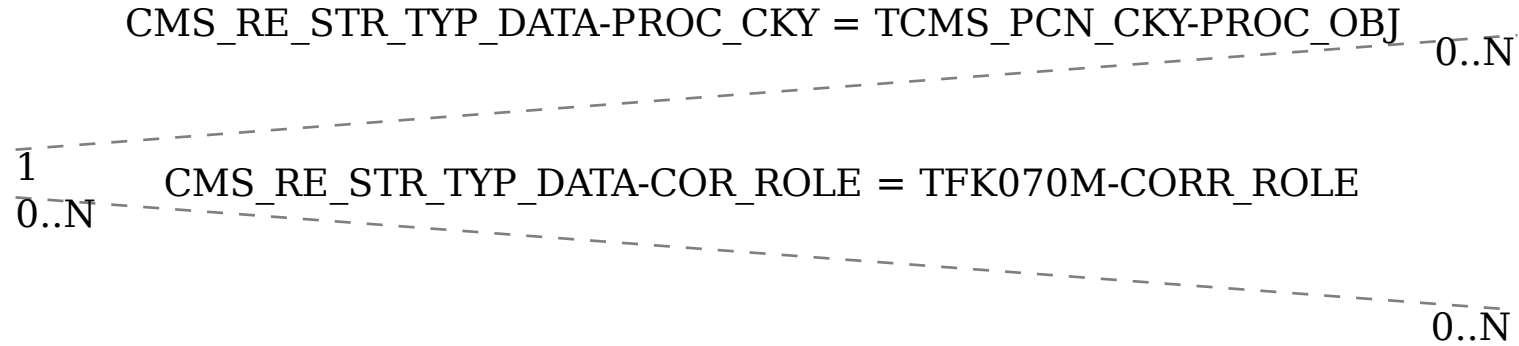 CMS_RE_STR_TYP_DATA-PROC_CKY = TCMS_PCN_CKY-PROC_OBJ
0..N
1
CMS_RE_STR_TYP_DATA-COR_ROLE = TFK070M-CORR_ROLE
0..N
0..N